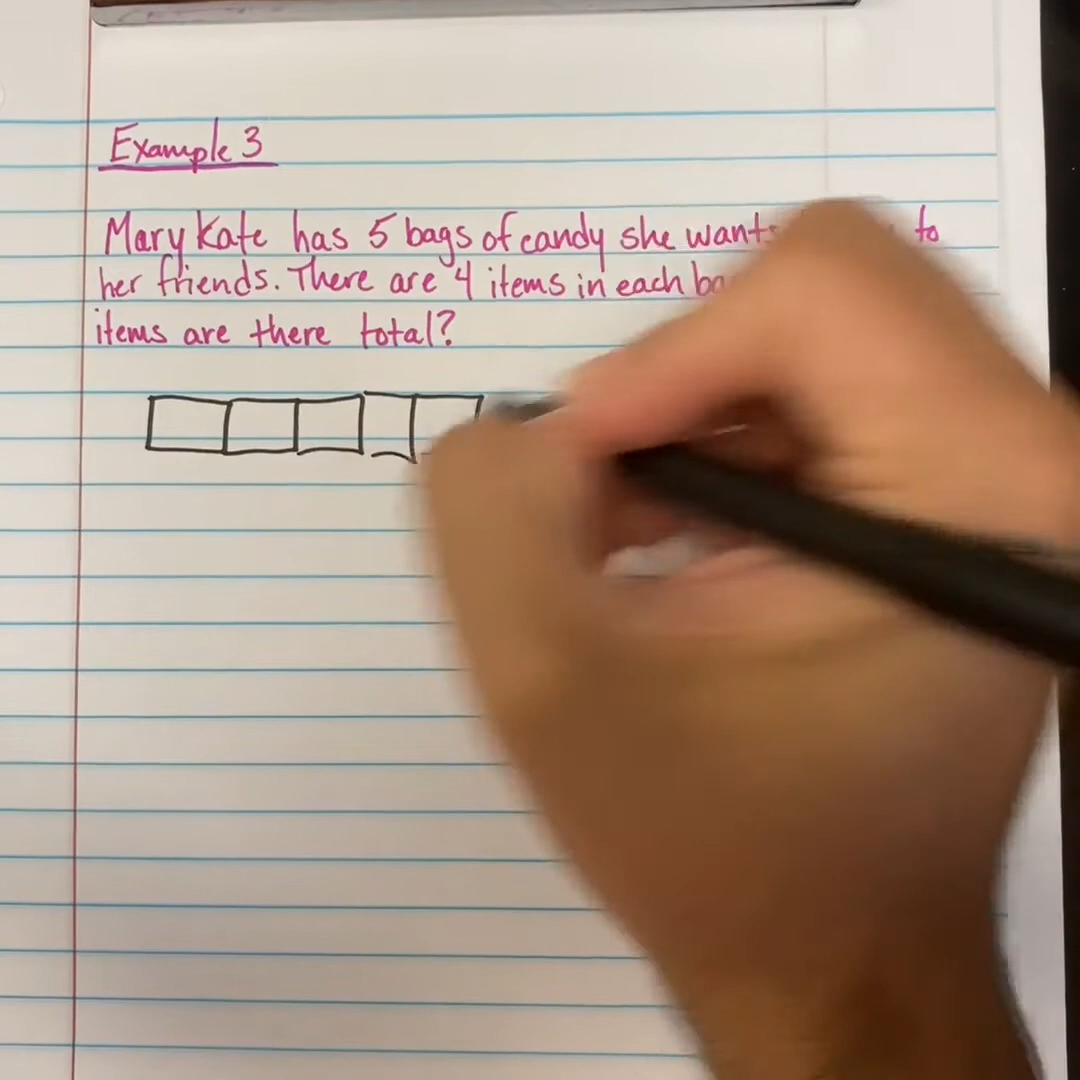 Example 3
Mary Kate has 5 bags of candy she wants to
her friends. There are 4 items in each
items are there total?